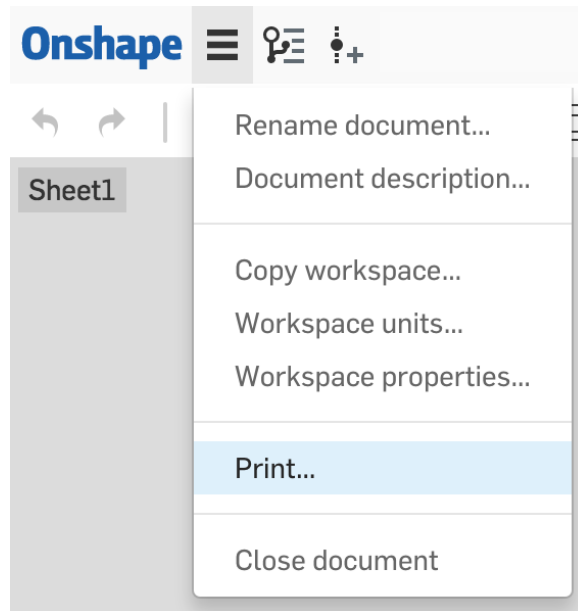 Onshape
Rename document...
Sheet1
Document description...
Copy workspace...
Workspace units...
Workspace properties...
Print...
Close document